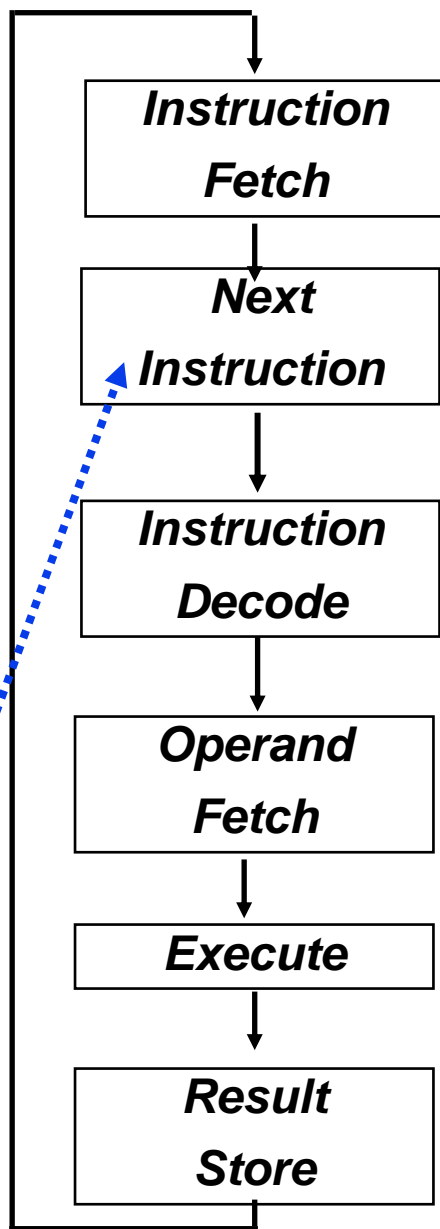 Instruction
Fetch
Next
Instruction
Instruction
Decode
Operand
Fetch
Execute
Result
Store